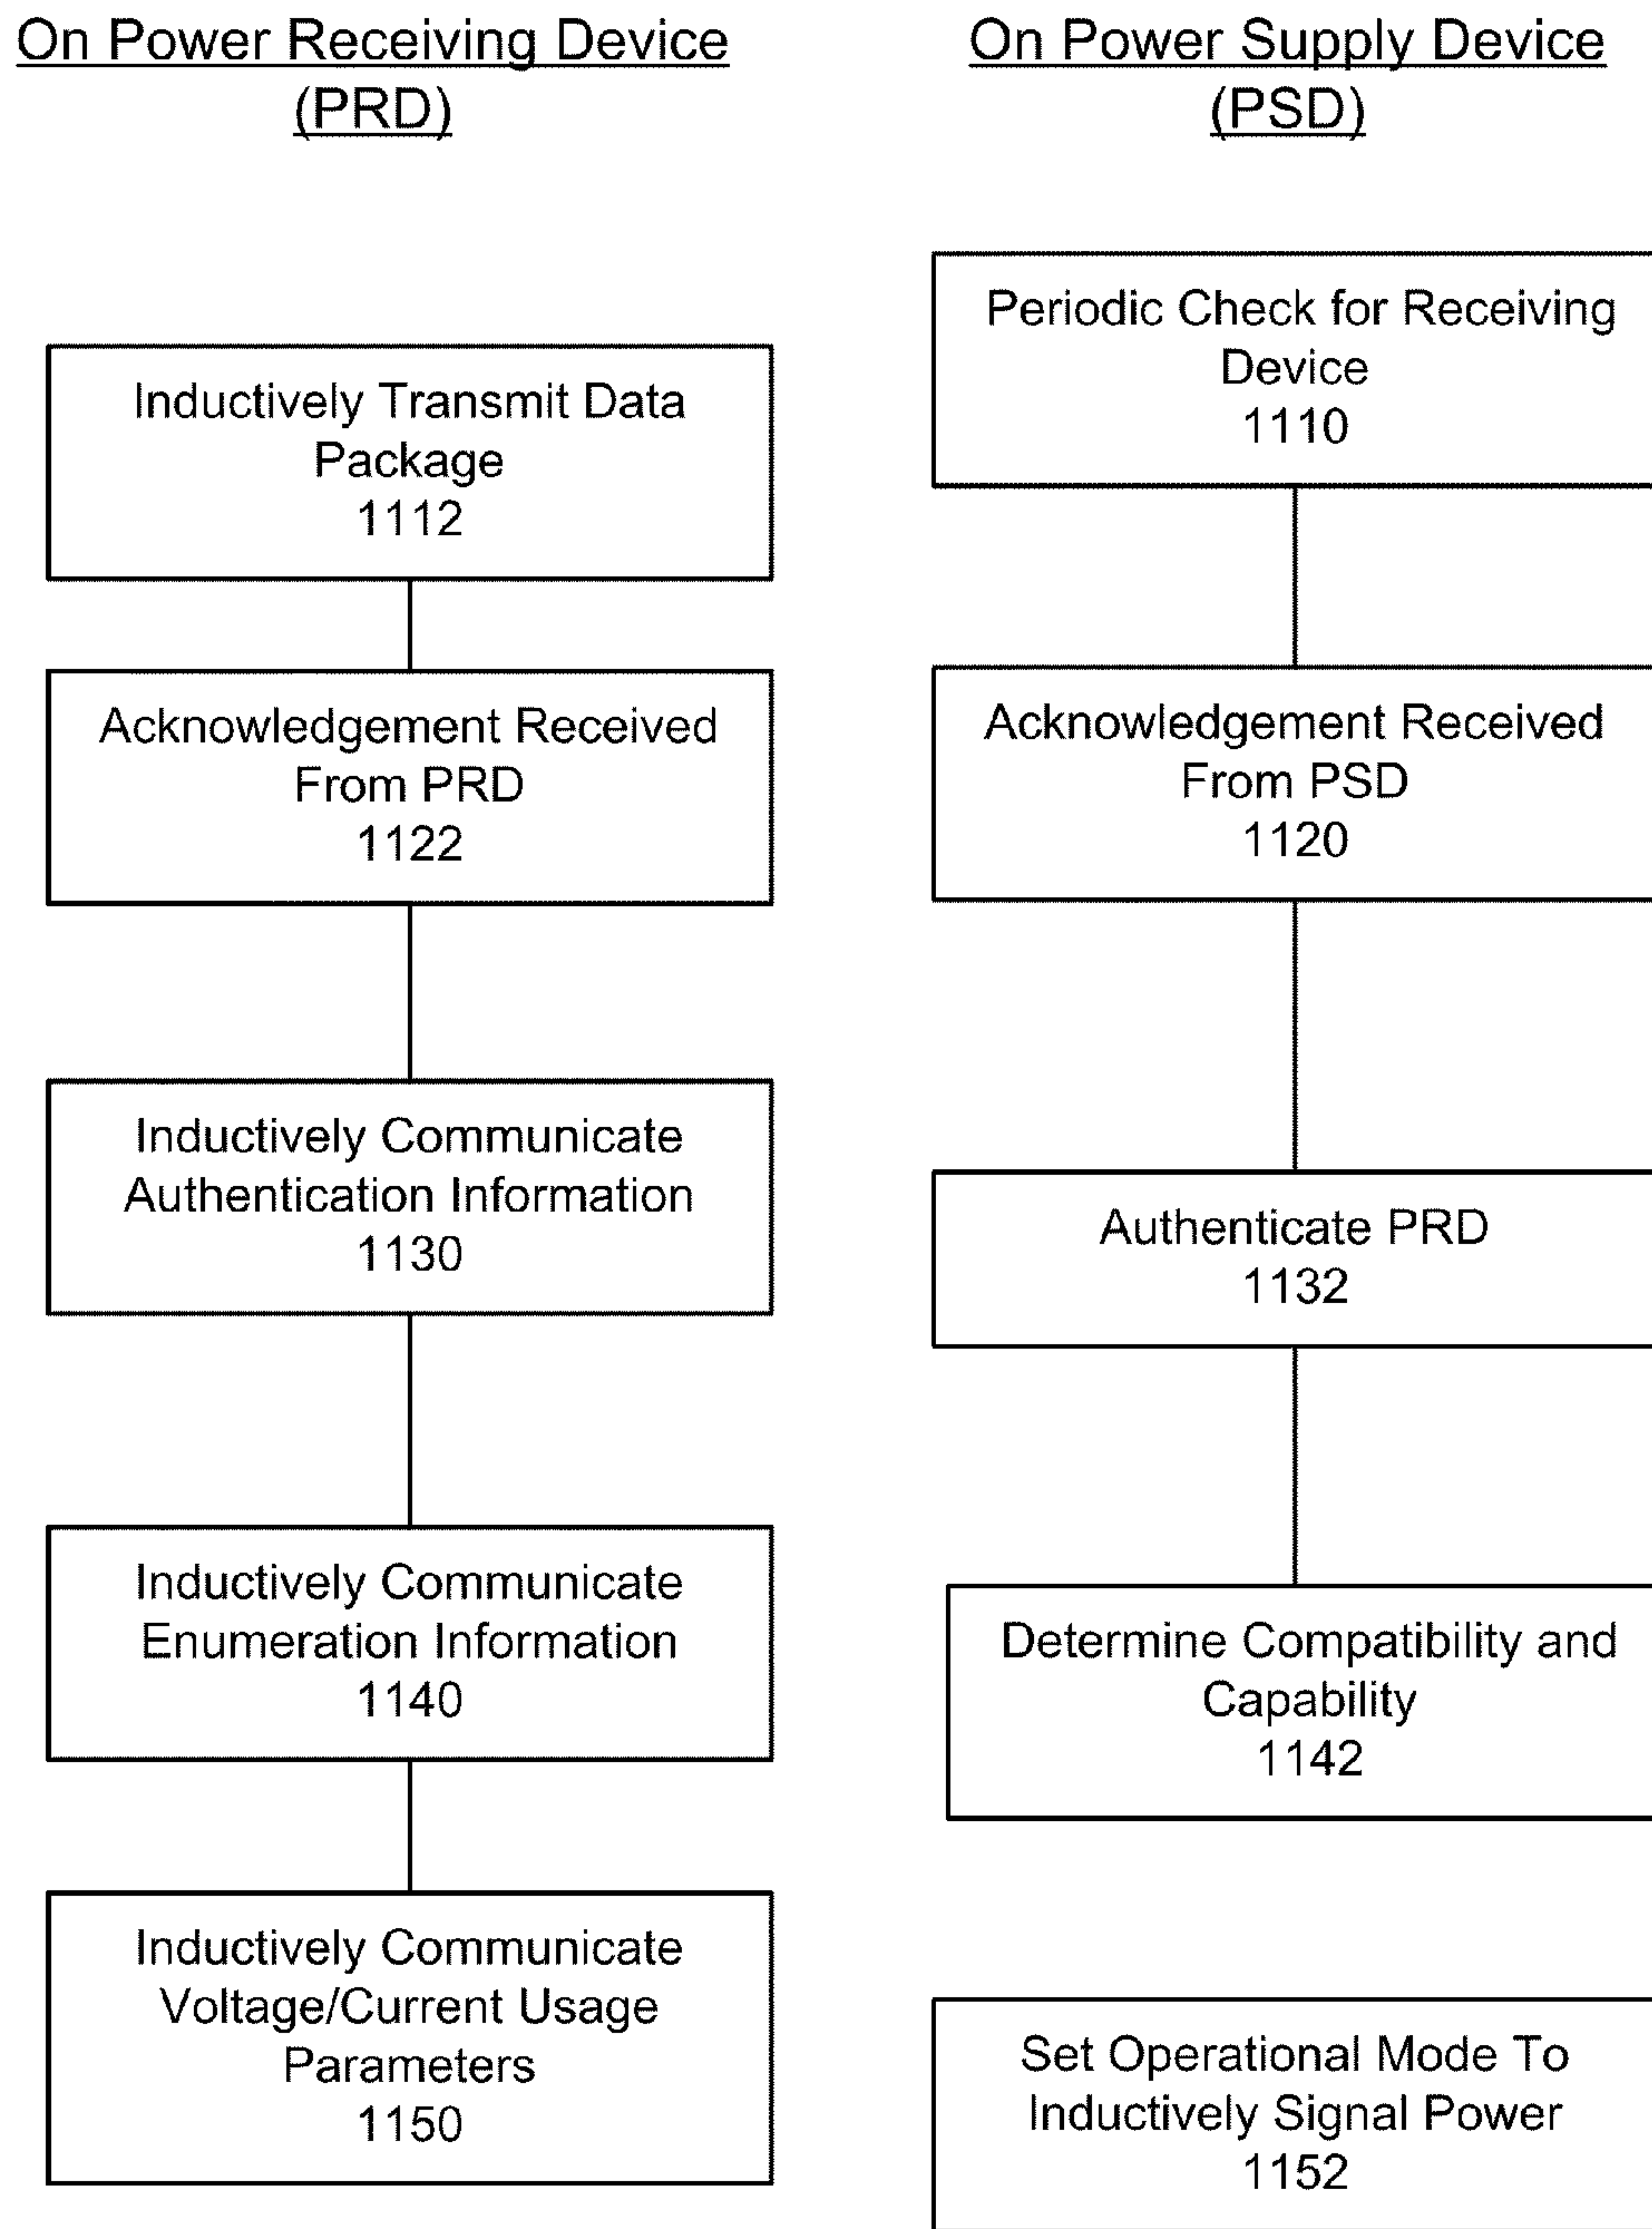 On Power Receiving Device
(PRD)
Inductively Transmit Data
Package
1112
Acknowledgement Received
From PRD
1122
Inductively Communicate
Authentication Information
1130
Inductively Communicate
Enumeration Information
1140
Inductively Communicate
Voltage/Current Usage
Parameters
1150
On Power Supply Device
(PSD)
Periodic Check for Receiving
Device
1110
Acknowledgement Received
From PSD
1120
Authenticate PRD
1132
Determine Compatibility and
Capability
1142
Set Operational Mode To
Inductively Signal Power
1152